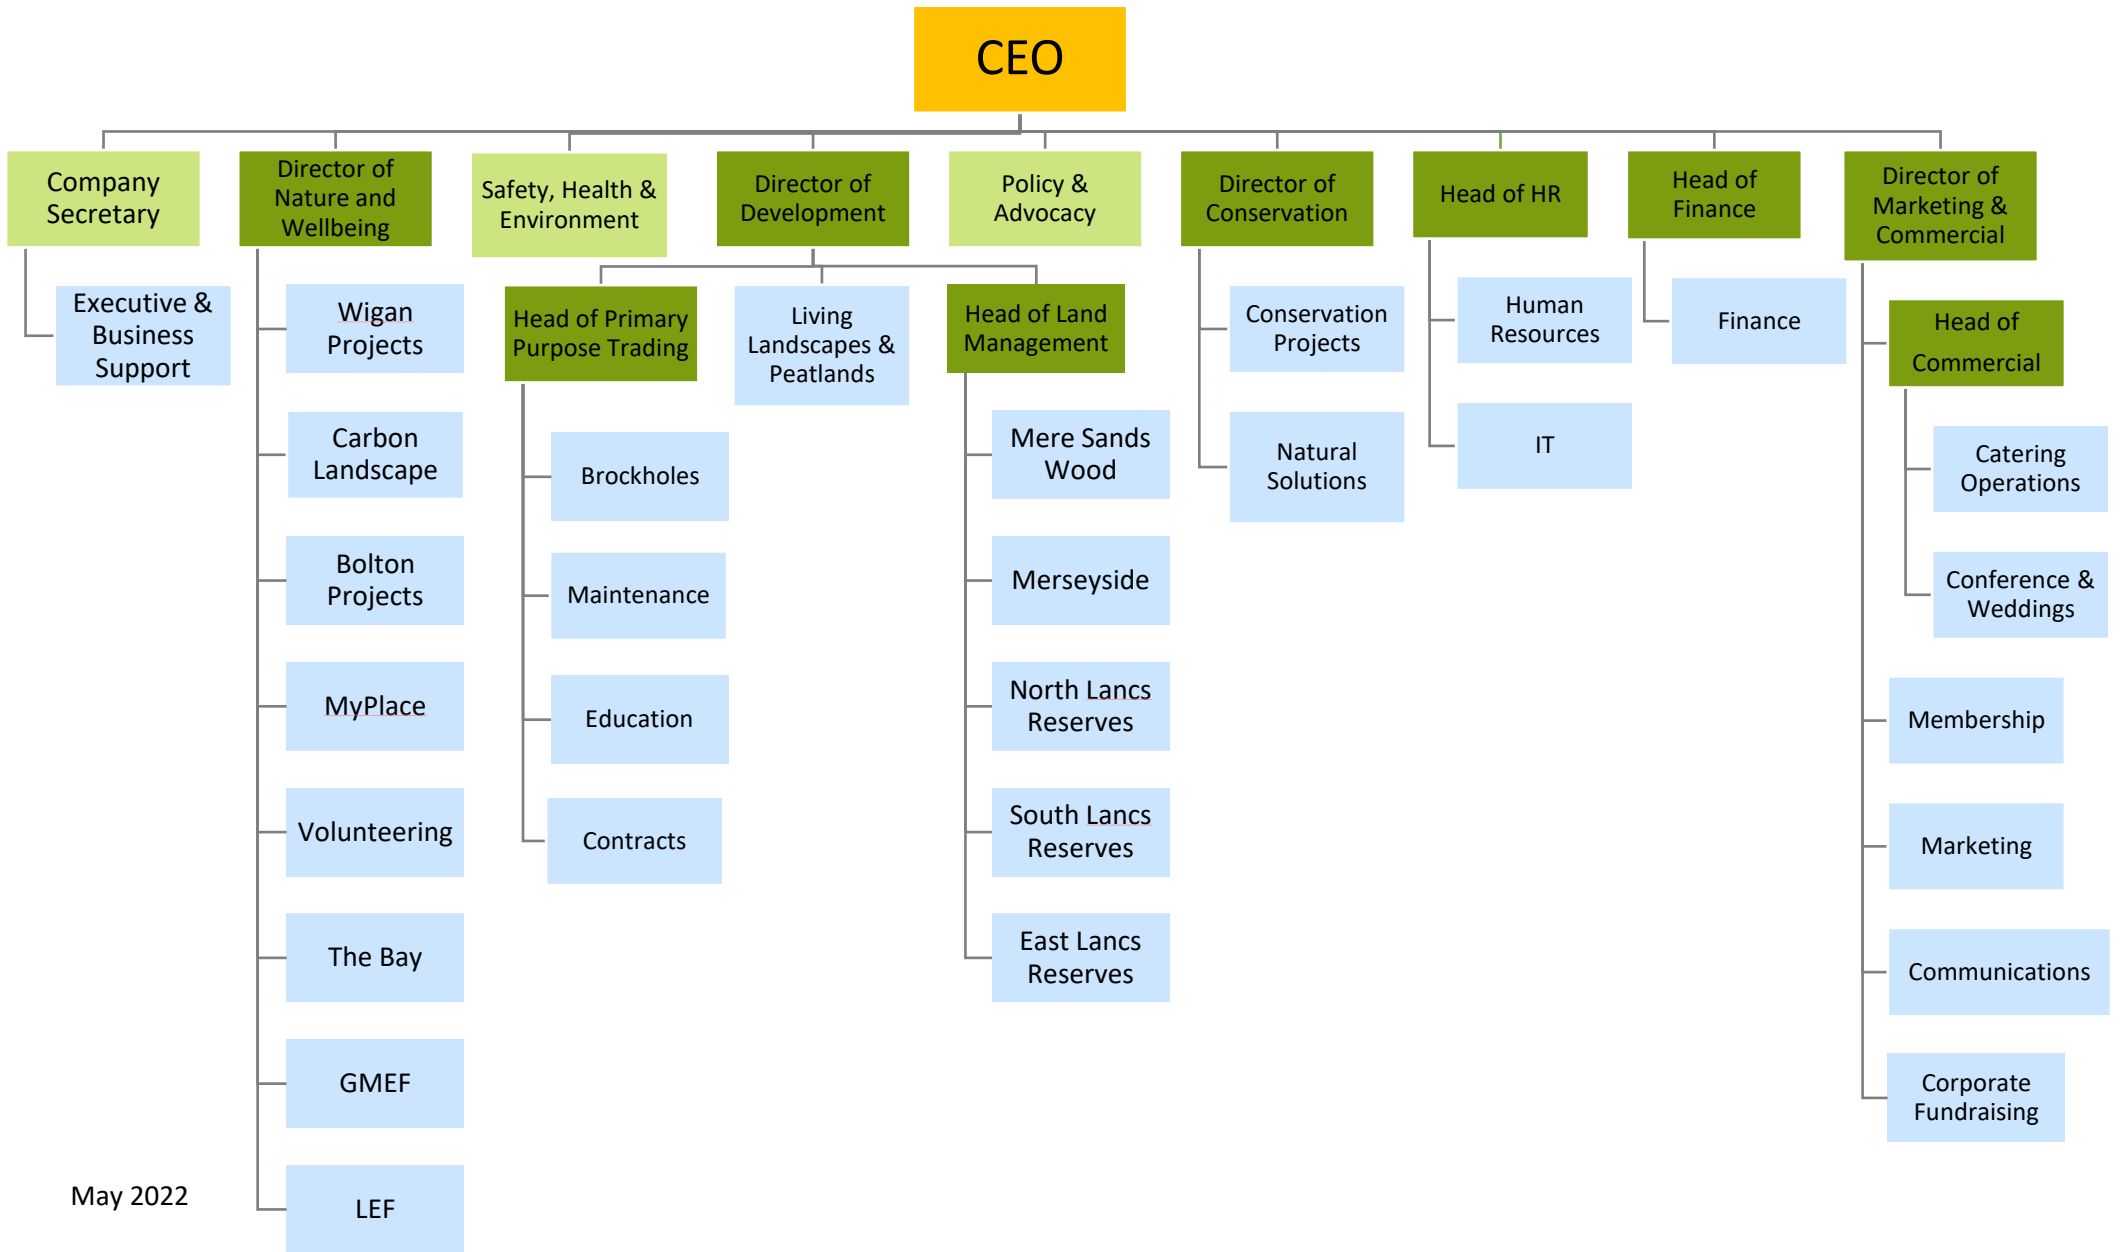 CEO
Company
Secretary
Director of
Nature and
Wellbeing
Safety, Health &
Environment
Director of
Development
Policy &
Advocacy
Director of
Conservation
Head of HR
Head of
Finance
Director of
Marketing &
Commercial
Executive &
Business
Support
Wigan
Projects
Carbon
Landscape
Bolton
Projects
MyPlace
Volunteering
The Bay
GMEF
LEF
Head of Primary
Purpose Trading
Brockholes
Maintenance
Education
Contracts
Living
Landscapes &
Peatlands
Head of Land
Management
Mere Sands
Wood
Merseyside
North Lancs
Reserves
South Lancs
Reserves
East Lancs
Reserves
Conservation
Projects
Natural
Solutions
Human
Resources
IT
Finance
Head of
Commercial
Catering
Operations
Conference &
Weddings
Membership
Marketing
Communications
Corporate
Fundraising
May 2022